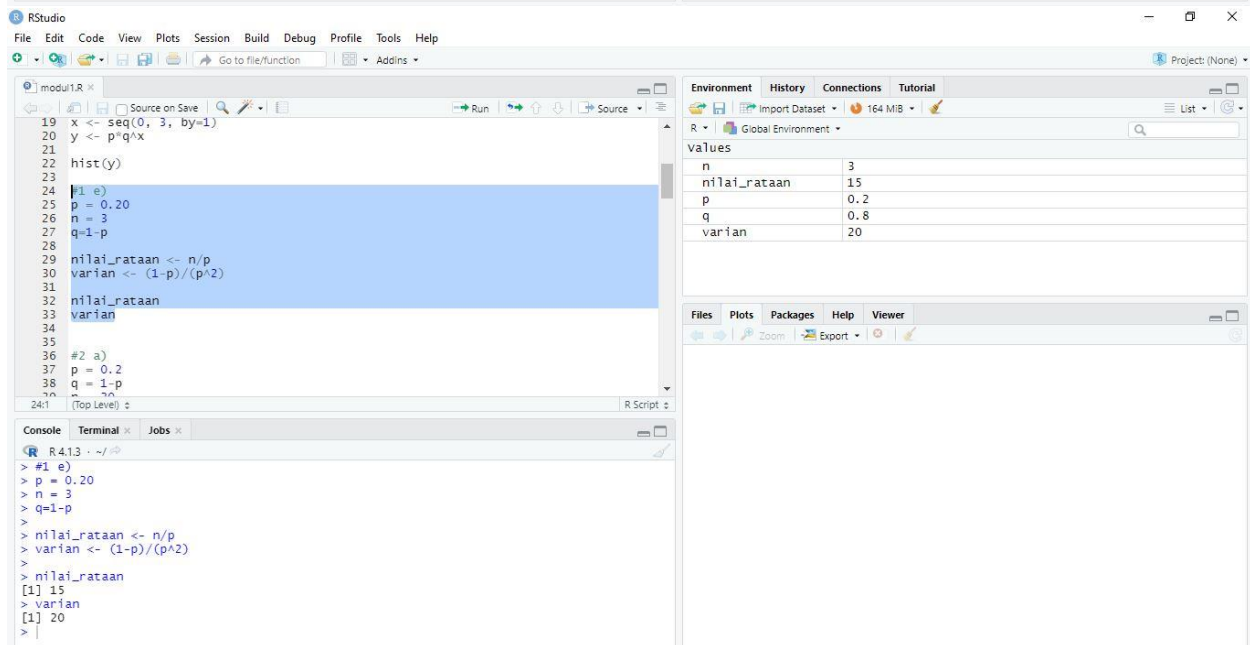 RStudio
File Edit Code View Plots Session Build Debug Profile Tools Help
Go to file/function Addins Project: (None)
modul1.R
Source on Save Run Source
19 x <- seq(0, 3, by=1)
20 y <- p*q^x
21
22 hist(y)
23
24 #1 e)
25 p = 0.20
26 n = 3
27 q=1-p
28
29 nilai_rataan <- n/p
30 varian <- (1-p)/(p^2)
31
32 nilai_rataan
33 varian
34
35
36 #2 a)
37 p = 0.2
38 q = 1-p
24:1 (Top Level) R Script
Console Terminal Jobs
R 4.1.3 · ~/
> #1 e)
> p = 0.20
> n = 3
> q=1-p
>
> nilai_rataan <- n/p
> varian <- (1-p)/(p^2)
>
> nilai_rataan
[1] 15
> varian
[1] 20
>
Environment History Connections Tutorial
Import Dataset 164 MiB List
R Global Environment
Values
n 3
nilai_rataan 15
p 0.2
q 0.8
varian 20
Files Plots Packages Help Viewer
Zoom Export